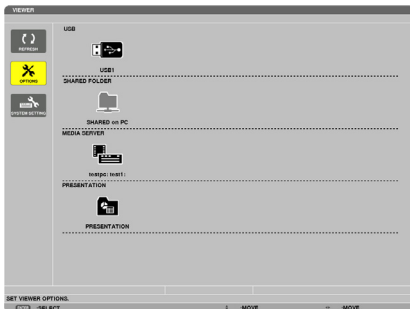 VIEWER
USB
REFRESH
USB1
OPTIONS
SHARED FOLDER
SYSTEM SETTING
SHARED on PC
MEDIA SERVER
testpc: test1:
PRESENTATION
PRESENTATION
SET VIEWER OPTIONS.
:SELECT :MOVE :MOVE